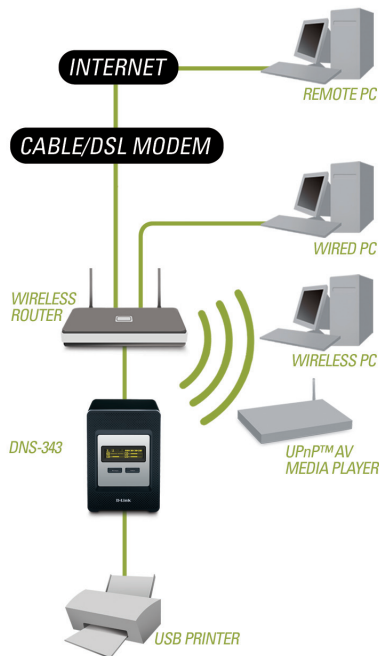 INTERNET
REMOTE PC
CABLE/DSL MODEM
WIRED PC
WIRELESS
ROUTER
WIRELESS PC
DNS-343
UPnP™ AV
MEDIA PLAYER
D-Link
USB PRINTER